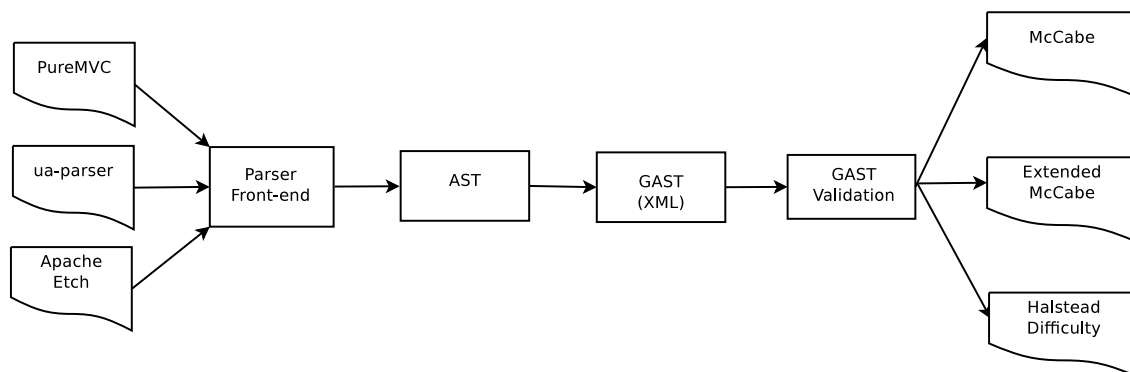 PureMVC
ua-parser
Apache
Etch
Parser
Front-end
AST
GAST
(XML)
GAST
Validation
McCabe
Extended
McCabe
Halstead
Difficulty